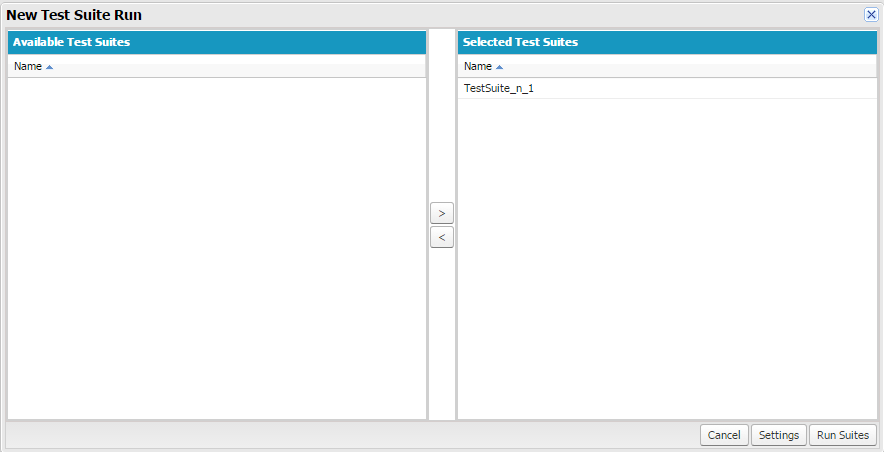 New Test Suite Run
Available Test Suites
Name
Selected Test Suites
Name
TestSuite_n_1
>
<
Cancel
Settings
Run Suites